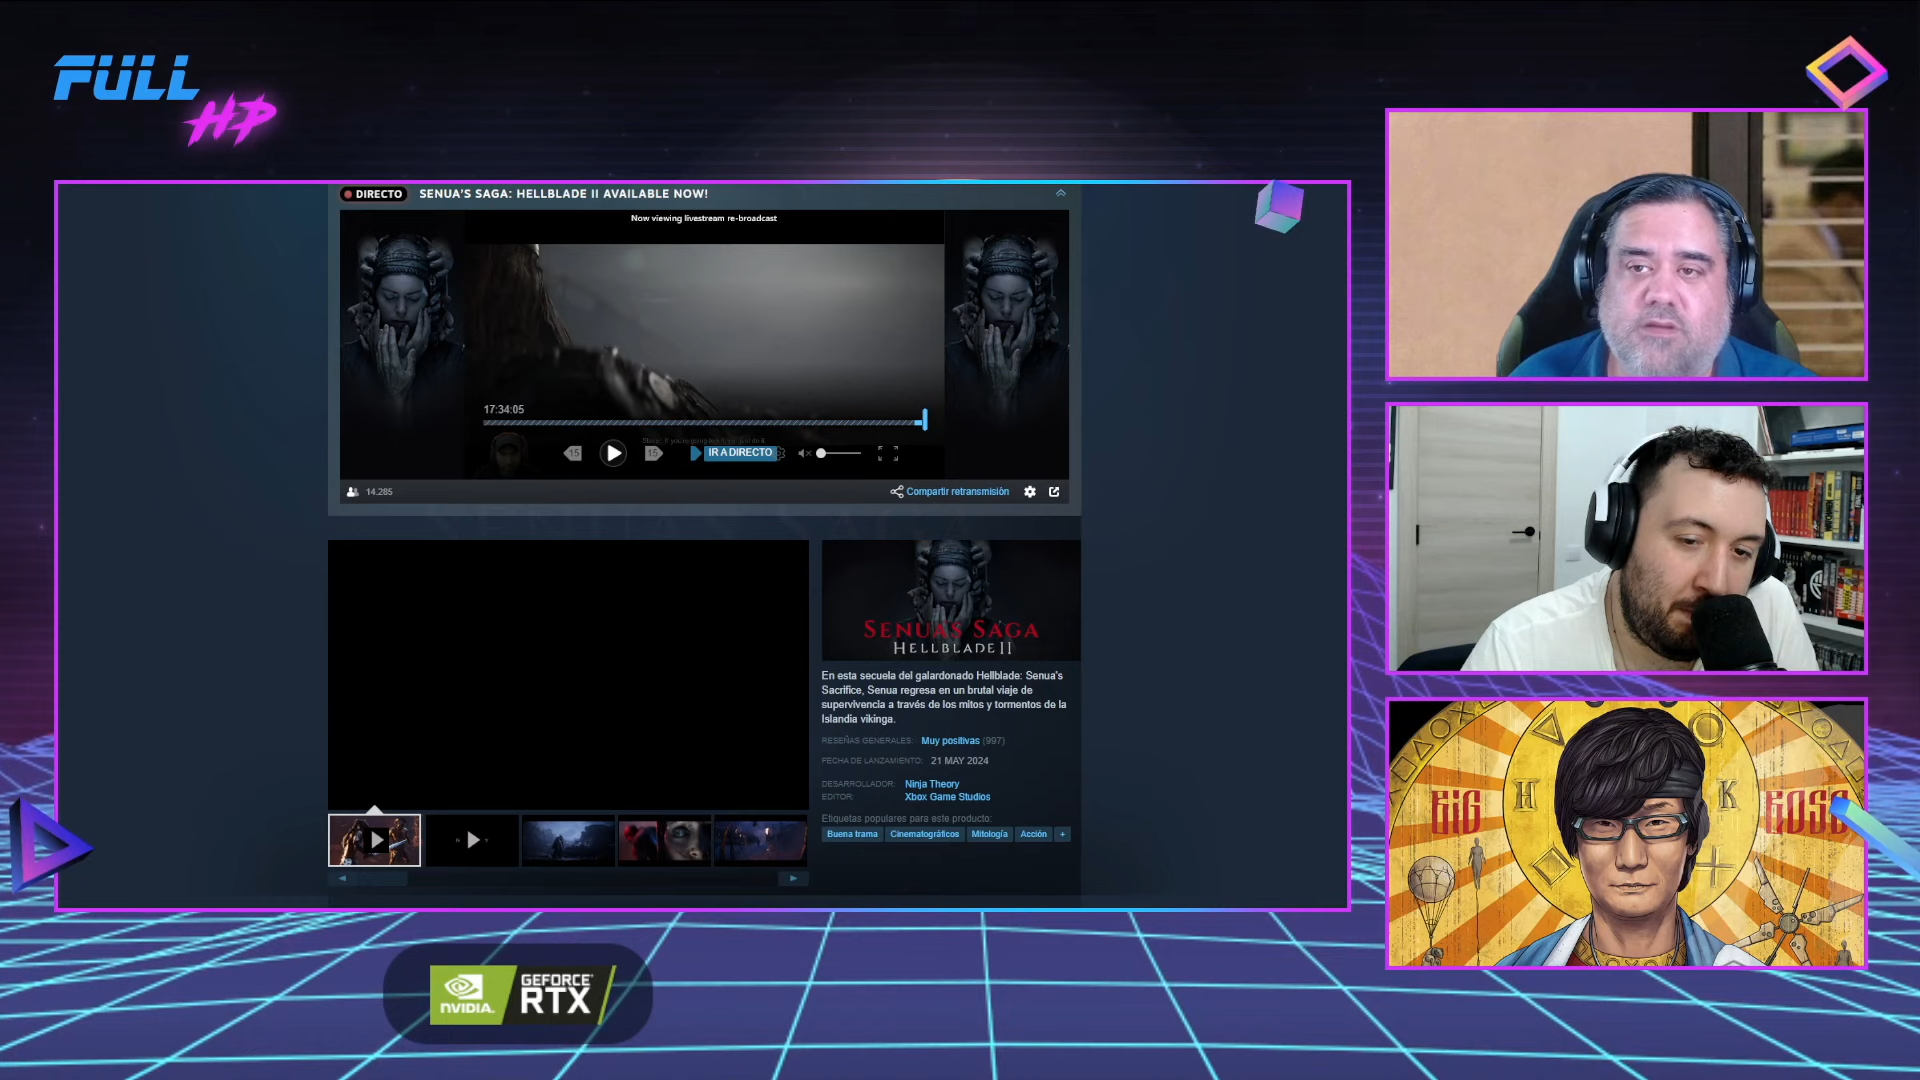 FULL
HP
DIRECTO
SENUA'S SAGA: HELLBLADE II AVAILABLE NOW!
Now viewing livestream re-broadcast
17:34:05
15
15
IR A DIRECTO
14.285
Compartir retransmisión
SENUA'S SAGA
HELLBLADE II
En esta secuela del galardonado Hellblade: Senua's
Sacrifice, Senua regresa en un brutal viaje de
supervivencia a través de los mitos y tormentos de la
Islandia vikinga.
RESEÑAS GENERALES: Muy positivas (997)
FECHA DE LANZAMIENTO: 21 MAY 2024
DESARROLLADOR: Ninja Theory
EDITOR: Xbox Game Studios
Etiquetas populares para este producto:
Buena trama
Cinematográficos
Mitología
Acción
+
BIG
H
K
BOSS
NVIDIA.
GEFORCE
RTX